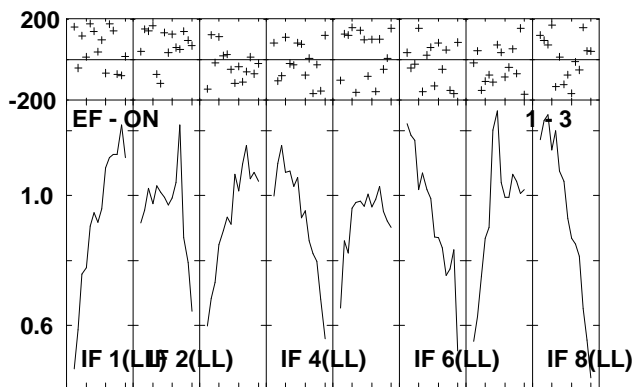 200
-200
EF - ON 1 - 3
1.0
0.6
IF 1(LL) IF 2(LL) IF 4(LL) IF 6(LL) IF 8(LL)